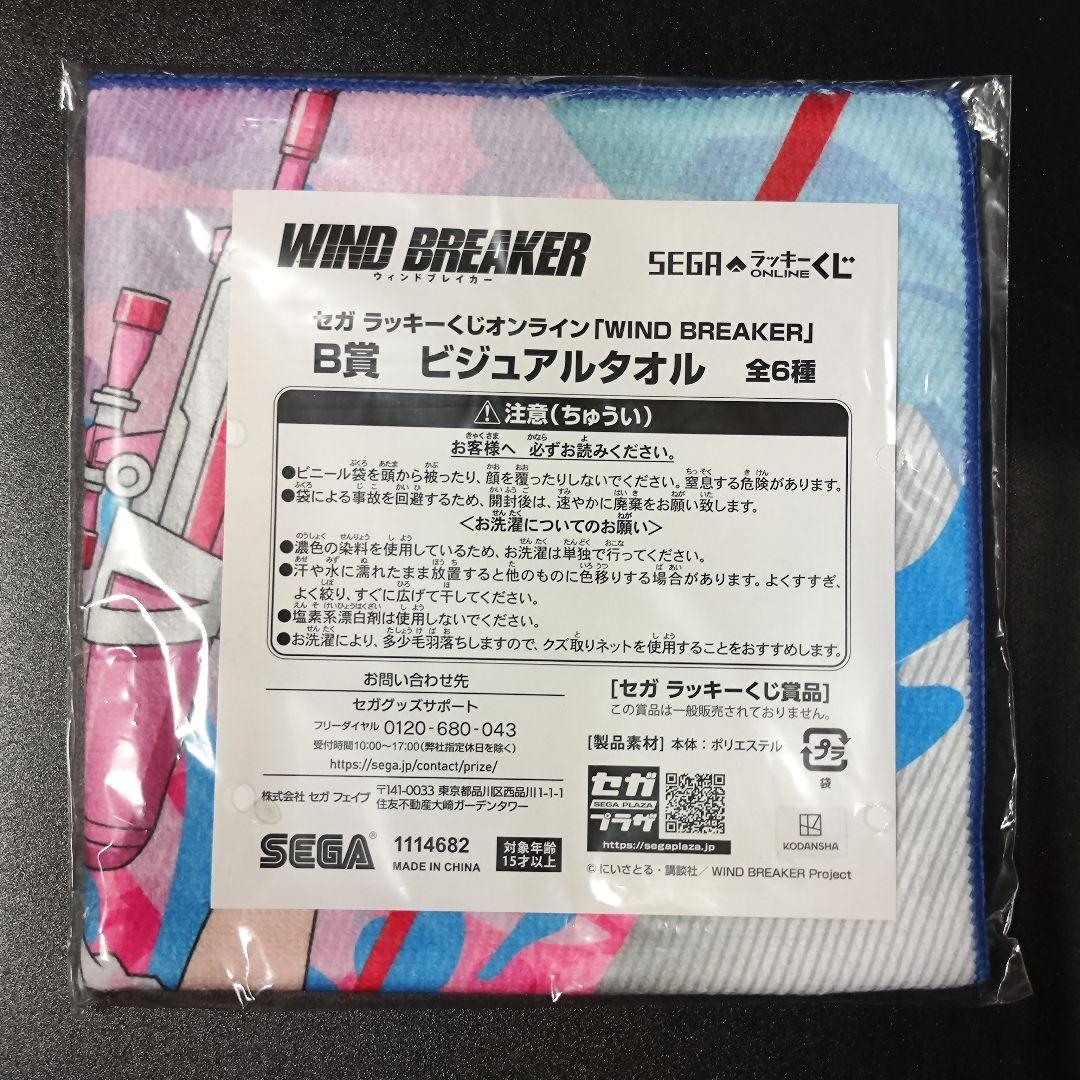 WIND BREAKER
ウィンドブレイカー
SEGA ラッキーくじ ONLINE
セガ ラッキーくじオンライン「WIND BREAKER」
B賞 ビジュアルタオル 全6種
⚠注意(ちゅうい)
お客様へ 必ずお読みください。
●ビニール袋を頭から被ったり、顔を覆ったりしないでください。窒息する危険があります。
●袋による事故を回避するため、開封後は、速やかに廃棄をお願い致します。
＜お洗濯についてのお願い＞
●濃色の染料を使用しているため、お洗濯は単独で行ってください。
●汗や水に濡れたまま放置すると他のものに色移りする場合があります。よくすすぎ、
よく絞り、すぐに広げて干してください。
●塩素系漂白剤は使用しないでください。
●お洗濯により、多少毛羽落ちしますので、クズ取りネットを使用することをおすすめします。
お問い合わせ先
セガグッズサポート
フリーダイヤル 0120-680-043
受付時間10:00〜17:00(弊社指定休日を除く)
https://sega.jp/contact/prize/
株式会社 セガ フェイブ 〒141-0033 東京都品川区西品川1-1-1
住友不動産大崎ガーデンタワー
SEGA® 1114682
MADE IN CHINA
対象年齢
15才以上
[セガ ラッキーくじ賞品]
この賞品は一般販売されておりません。
[製品素材] 本体：ポリエステル
プラ
袋
セガ
SEGA PLAZA
プラザ
https://segaplaza.jp
KODANSHA
© にいさとる・講談社／ WIND BREAKER Project